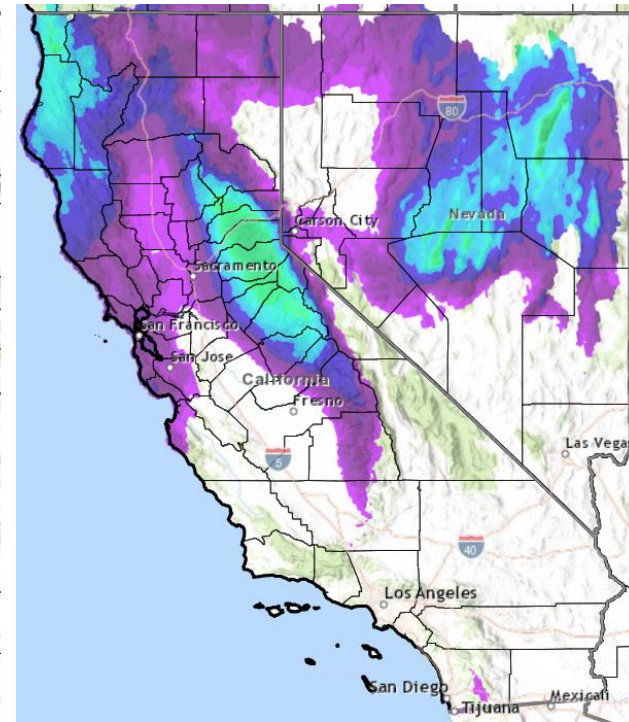 80
Carson City
Nevada
Sacramento
San Francisco
San Jose
California
Fresno
5
Las Vegas
40
Los Angeles
San Diego
Tijuana
Mexicali